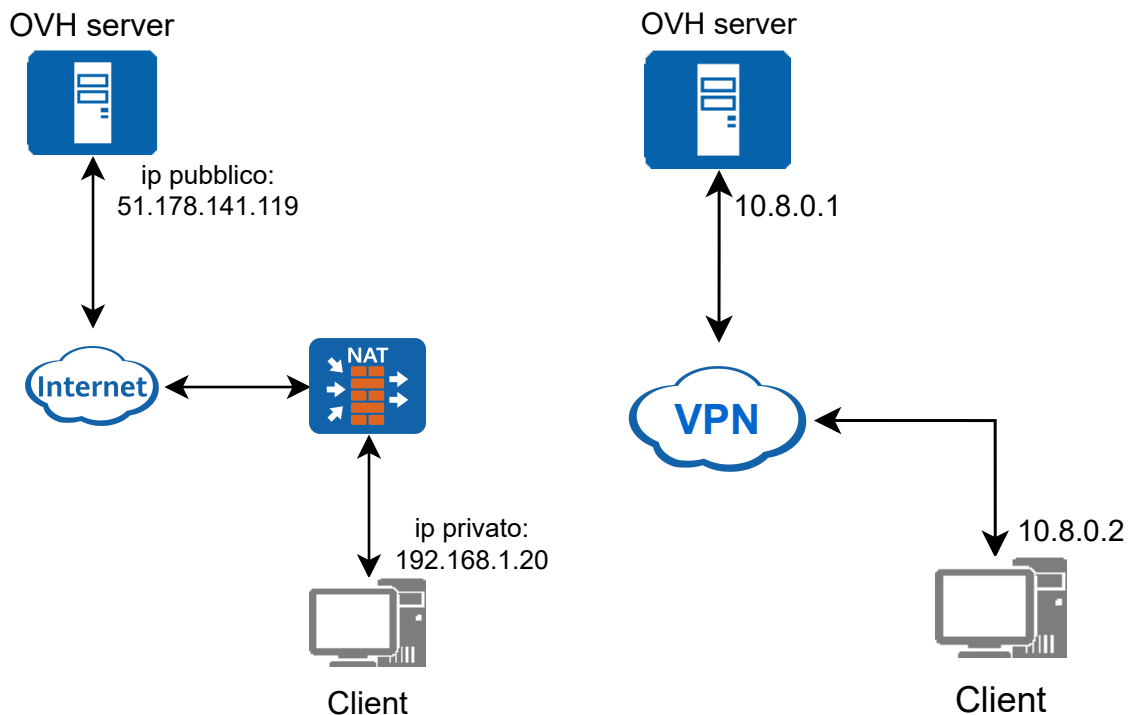 OVH server
ip pubblico:
51.178.141.119
Internet
NAT
ip privato:
192.168.1.20
Client
OVH server
10.8.0.1
VPN
10.8.0.2
Client